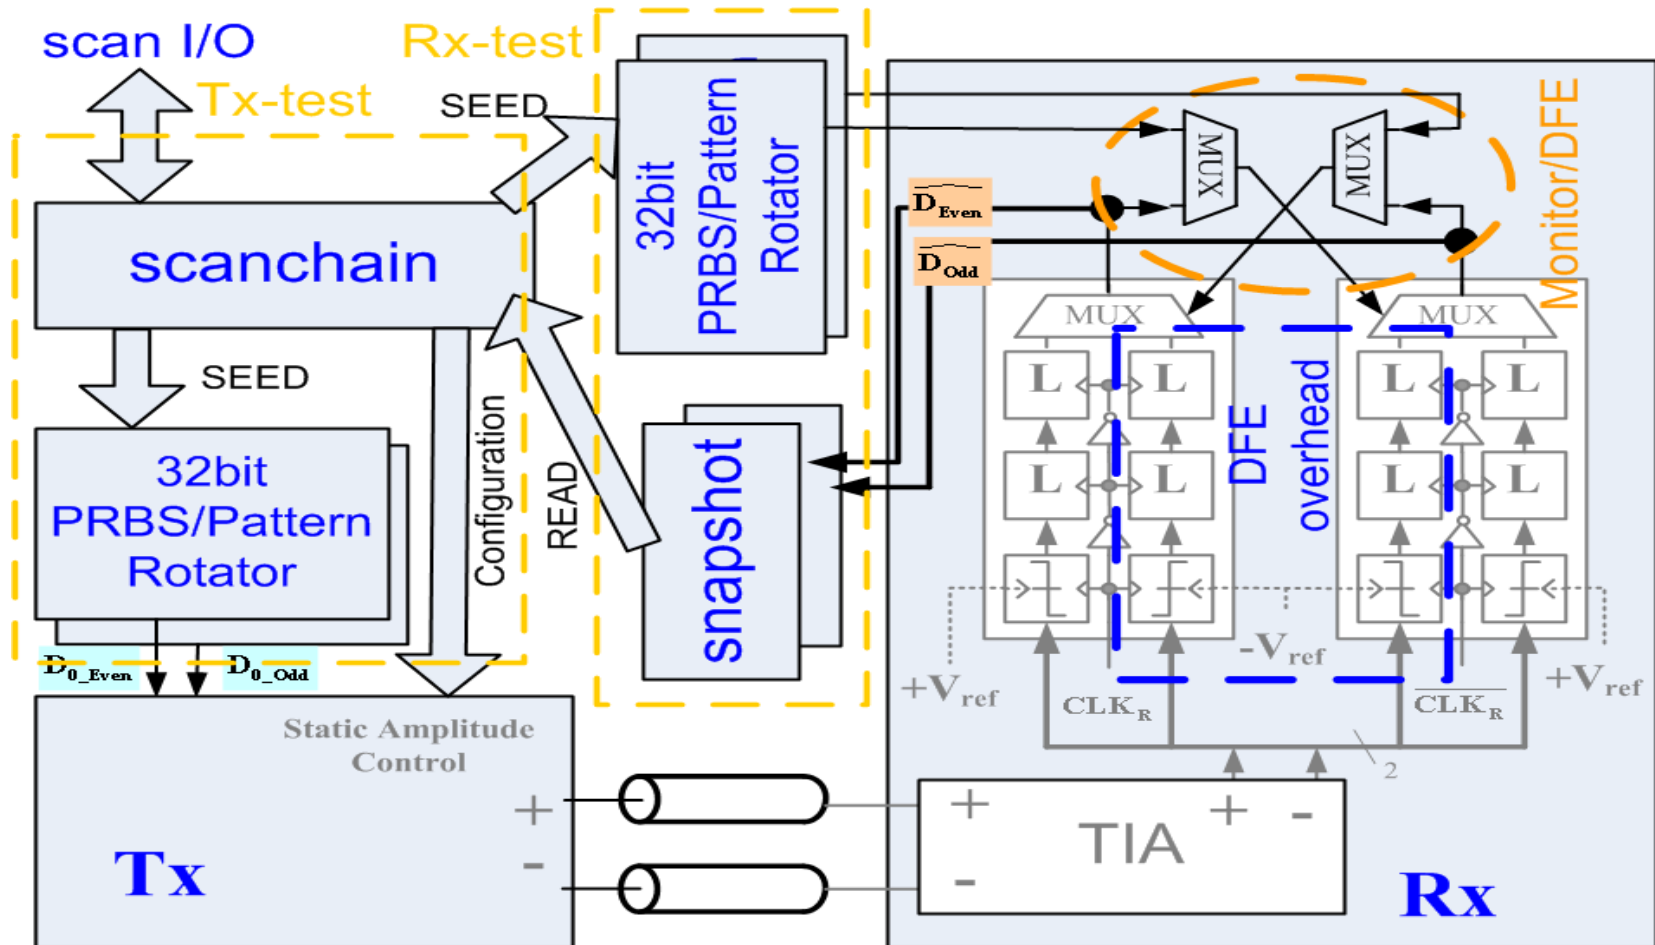 scan I/O
Rx-test
Tx-test
SEED
32bit
PRBS/Pattern
Rotator
MUX
MUX
Monitor/DFE
D_Even
D_Odd
scanchain
SEED
Configuration
READ
32bit
PRBS/Pattern
Rotator
snapshot
MUX
MUX
L
L
L
L
L
L
L
L
DFE
overhead
D_0_Even
D_0_Odd
+V_ref
-V_ref
+V_ref
CLK_R
CLK_R
2
Static Amplitude
Control
+
-
Tx
+
-
+
-
TIA
Rx